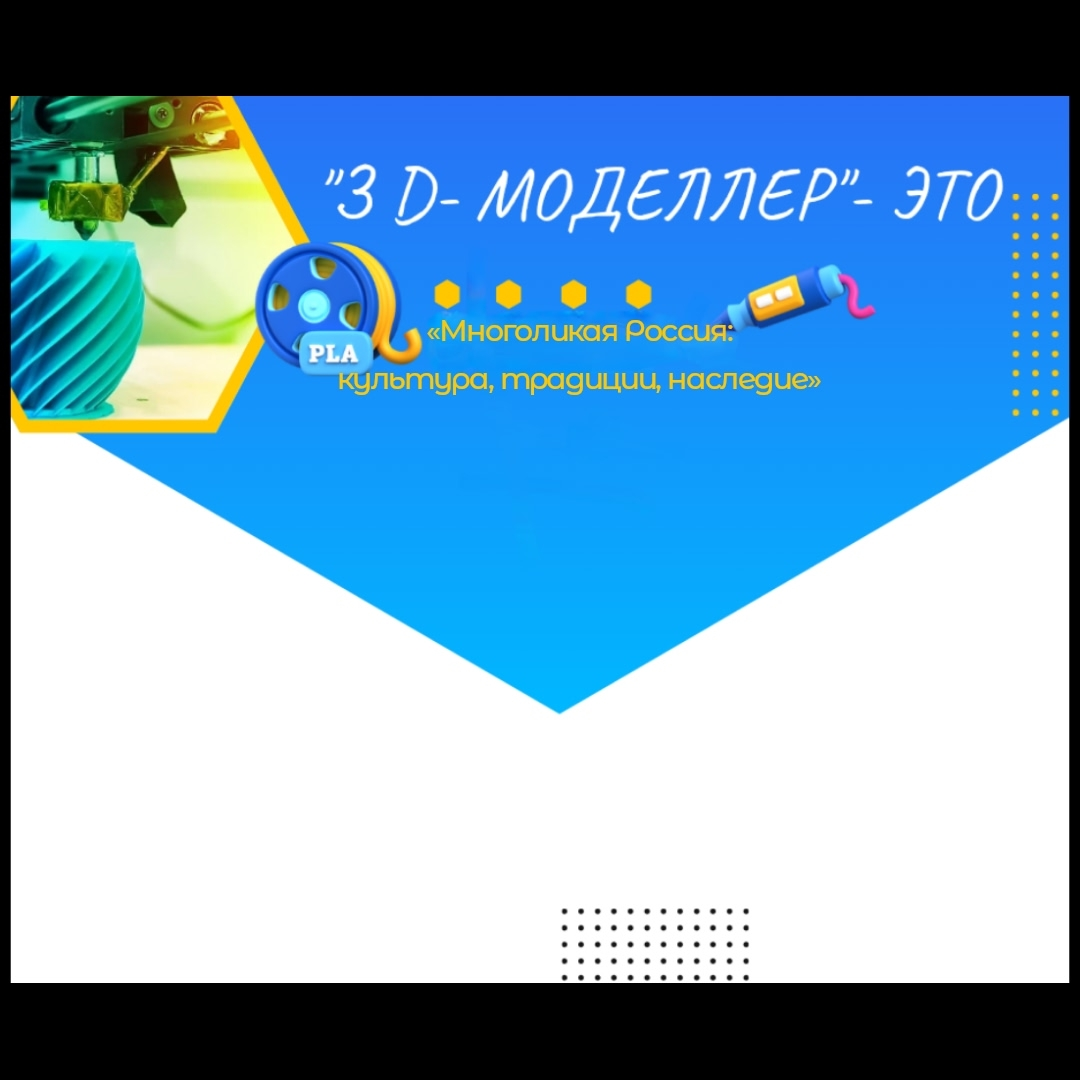 "3 D- МОДЕЛЛЕР"- ЭТО
«Многоликая Россия:
PLA
культура, традиции, наследие»